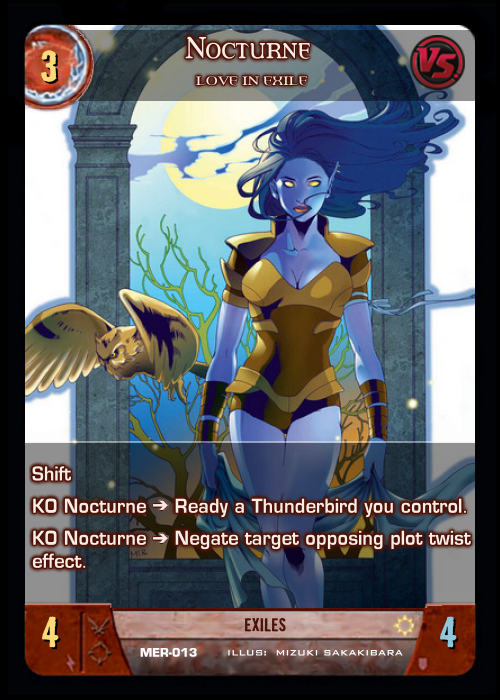 3
NOCTURNE
VS.
LOVE IN EXILE
Shift
KO Nocturne → Ready a Thunderbird you control.
KO Nocturne → Negate target opposing plot twist
effect.
4
EXILES
4
MER-013 ILLUS: MIZUKI SAKAKIBARA